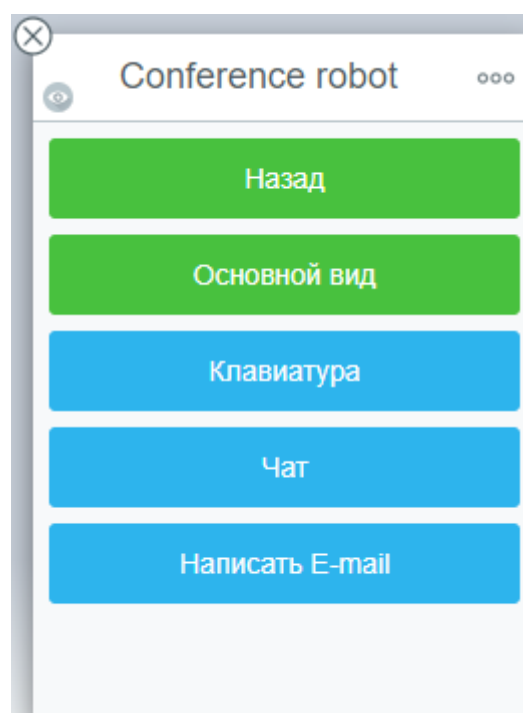 Conference robot
Назад
Основной вид
Клавиатура
Чат
Написать E-mail